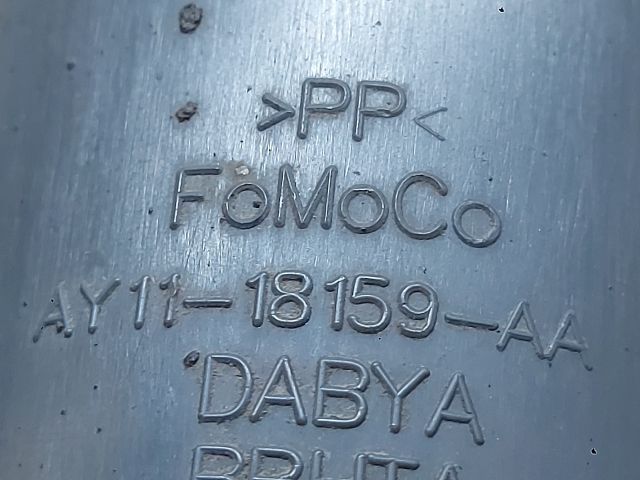 >PP<
FoMoCo
AY11-18159-AA
DABYA